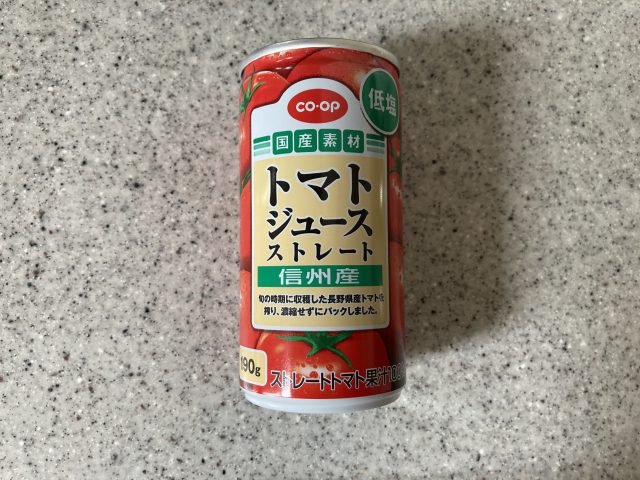 CO·OP
低塩
国産素材
トマト
ジュース
ストレート
信州産
旬の時期に収穫した長野県産トマトを
搾り、濃縮せずにパックしました。
190g
ストレートトマト果汁